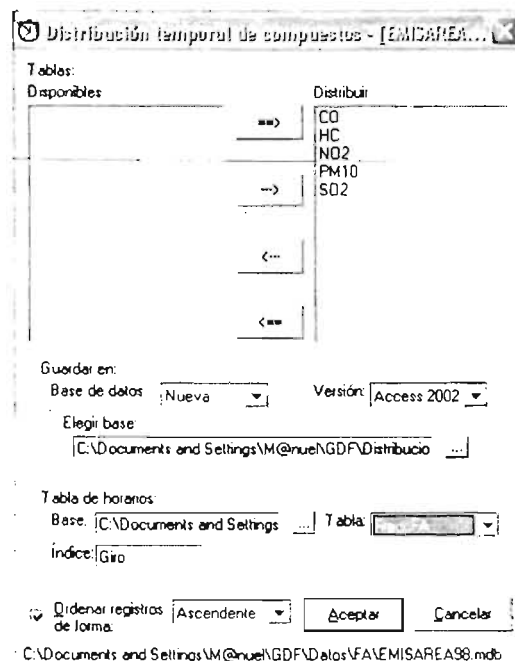 Distribución temporal de compuestos - [EMISAREA...
Tablas:
Disponibles
Distribuir
==>
CO
HC
NO2
PM10
-->
SO2
<--
<==
Guardar en:
Base de datos
Nueva
Versión:
Access 2002
Elegir base:
C:\Documents and Settings\M@nuel\GDF\Distribucio
...
Tabla de horarios:
Base:
C:\Documents and Settings
...
Tabla:
Índice:
Giro
Ordenar registros de forma:
Ascendente
Aceptar
Cancelar
C:\Documents and Settings\M@nuel\GDF\Datos\FA\EMISAREA98.mdb